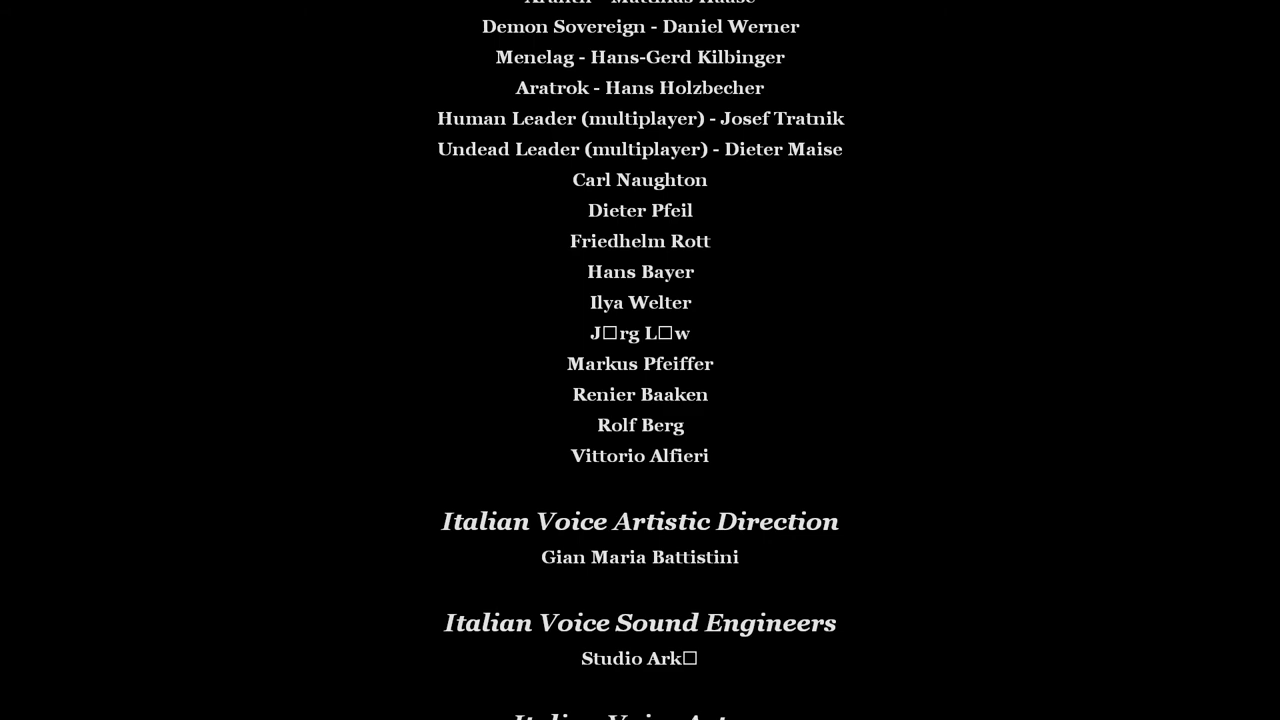 Demon Sovereign - Daniel Werner
Menelag - Hans-Gerd Kilbinger
Aratrok - Hans Holzbecher
Human Leader (multiplayer) - Josef Tratnik
Undead Leader (multiplayer) - Dieter Maise
Carl Naughton
Dieter Pfeil
Friedhelm Rott
Hans Bayer
Ilya Welter
J□rg L□w
Markus Pfeiffer
Renier Baaken
Rolf Berg
Vittorio Alfieri
Italian Voice Artistic Direction
Gian Maria Battistini
Italian Voice Sound Engineers
Studio Ark□
Italian Voice